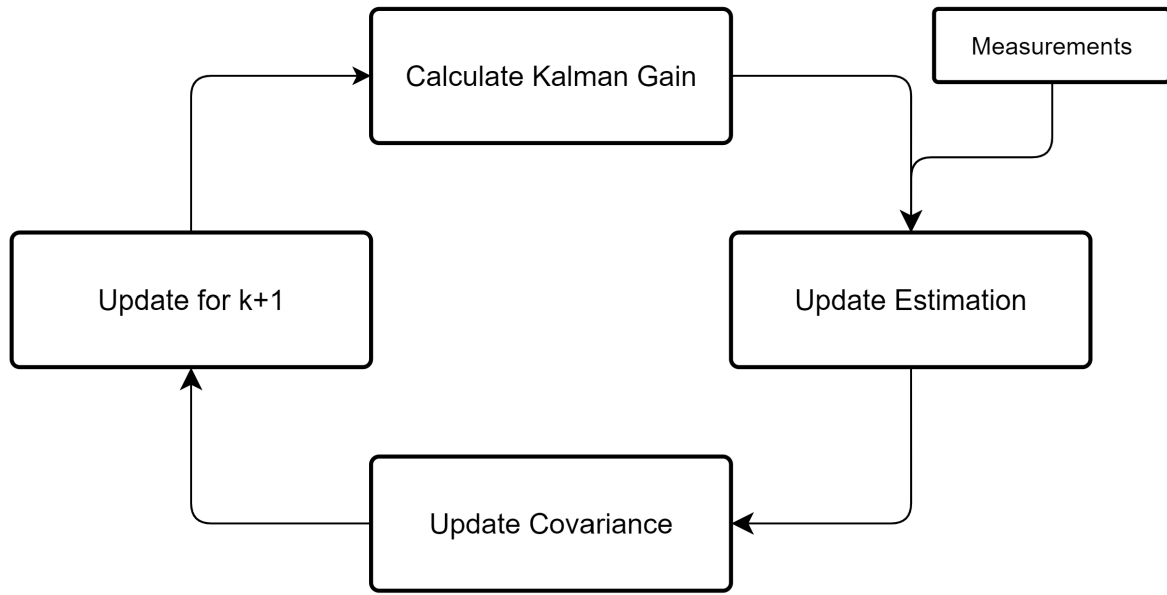 Calculate Kalman Gain
Measurements
Update for k+1
Update Estimation
Update Covariance